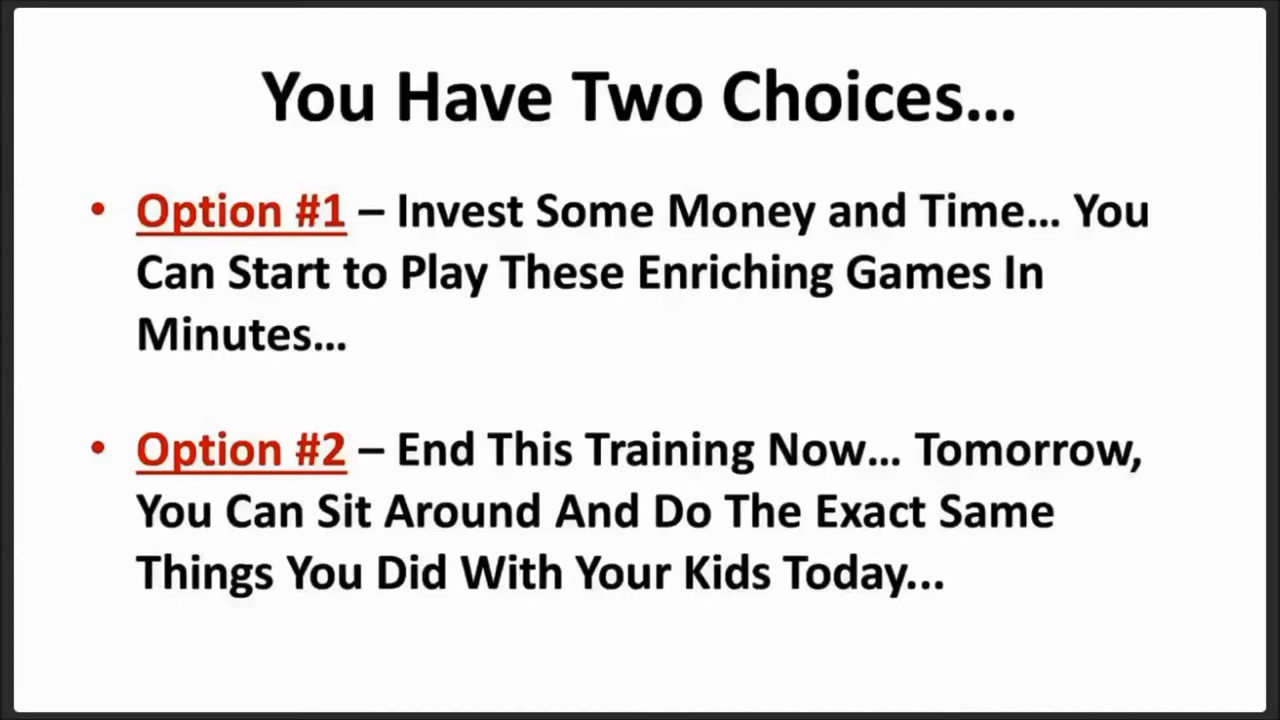 You Have Two Choices...
• Option #1 – Invest Some Money and Time... You
Can Start to Play These Enriching Games In
Minutes...
• Option #2 – End This Training Now... Tomorrow,
You Can Sit Around And Do The Exact Same
Things You Did With Your Kids Today...